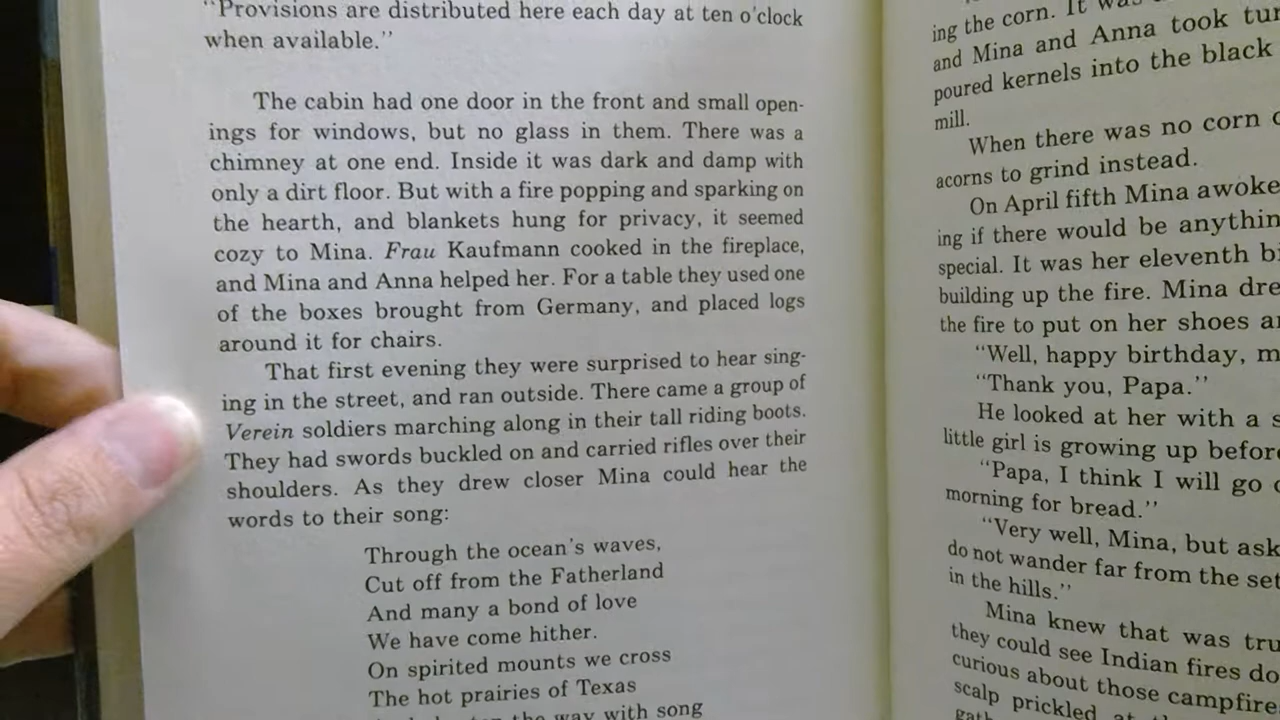 "Provisions are distributed here each day at ten o'clock
when available."
The cabin had one door in the front and small open-
ings for windows, but no glass in them. There was a
chimney at one end. Inside it was dark and damp with
only a dirt floor. But with a fire popping and sparking on
the hearth, and blankets hung for privacy, it seemed
cozy to Mina. Frau Kaufmann cooked in the fireplace,
and Mina and Anna helped her. For a table they used one
of the boxes brought from Germany, and placed logs
around it for chairs.
That first evening they were surprised to hear sing-
ing in the street, and ran outside. There came a group of
Verein soldiers marching along in their tall riding boots.
They had swords buckled on and carried rifles over their
shoulders. As they drew closer Mina could hear the
words to their song:
Through the ocean's waves,
Cut off from the Fatherland
And many a bond of love
We have come hither.
On spirited mounts we cross
The hot prairies of Texas
the way with song
ing the corn. It was
and Mina and Anna took
poured kernels into the black
mill.
When there was no corn
acorns to grind instead.
On April fifth Mina awoke
ing if there would be
special. It was her eleventh
building up the fire. Mina
the fire to put on her shoes
"Well, happy birthday,
"Thank you, Papa."
He looked at her with a
little girl is growing up
"Papa, I think I will go
morning for bread."
"Very well, Mina, but ask
do not wander far from the
in the hills."
Mina knew that was
they could see Indian fires
curious about those
scalp prickled